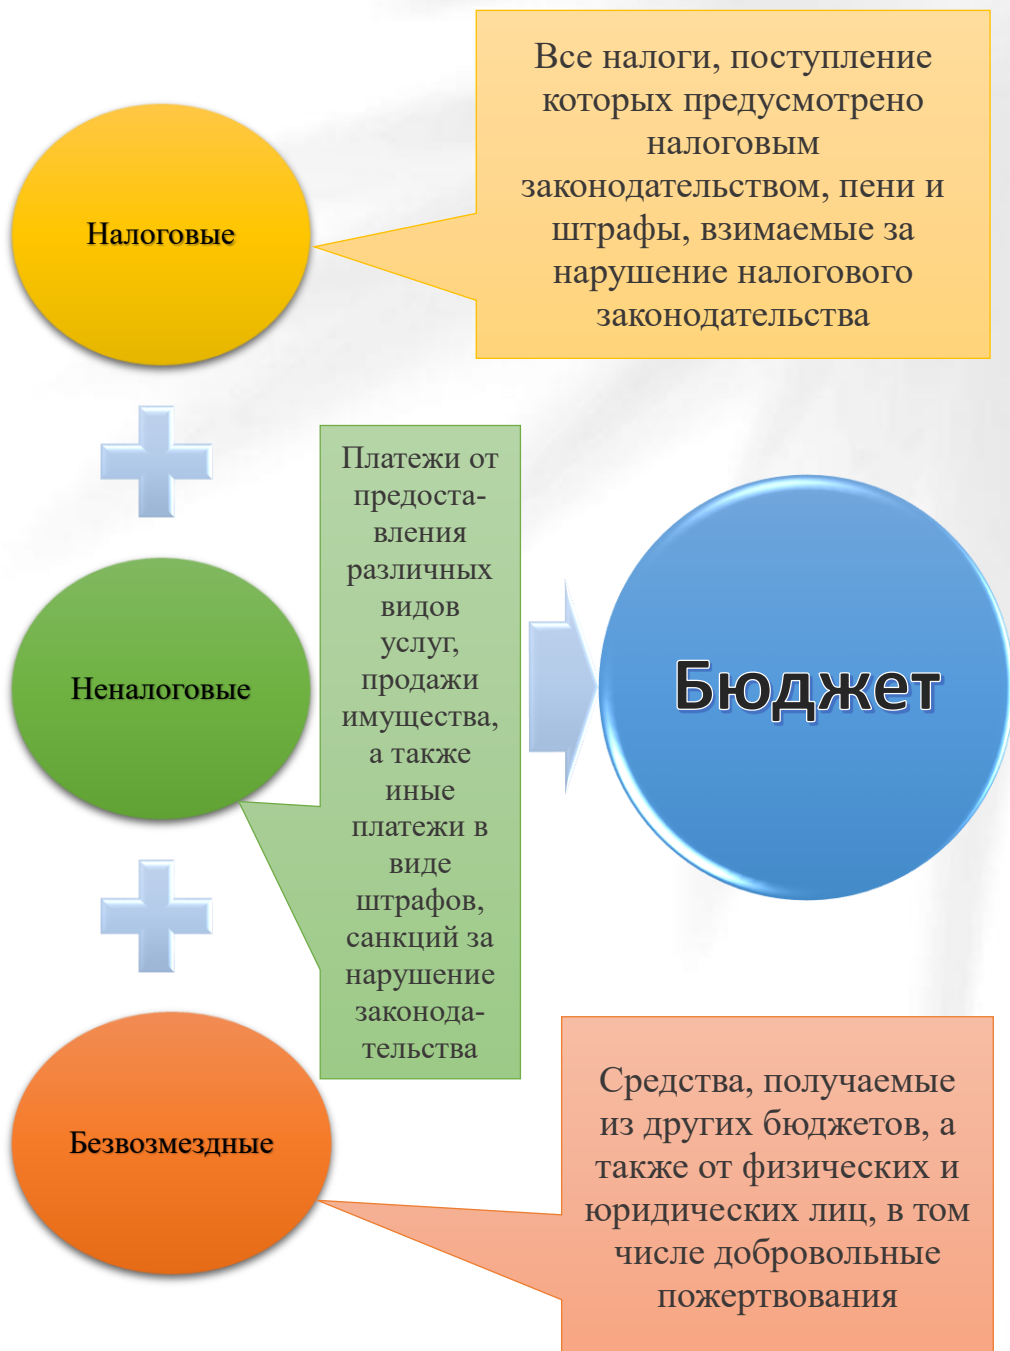 Все налоги, поступление
которых предусмотрено
налоговым
законодательством, пени и
штрафы, взимаемые за
нарушение налогового
законодательства
Налоговые
Платежи от
предоста-
вления
различных
видов
услуг,
продажи
имущества,
а также
иные
платежи в
виде
штрафов,
санкций за
нарушение
законода-
тельства
Неналоговые
Бюджет
Безвозмездные
Средства, получаемые
из других бюджетов, а
также от физических и
юридических лиц, в том
числе добровольные
пожертвования